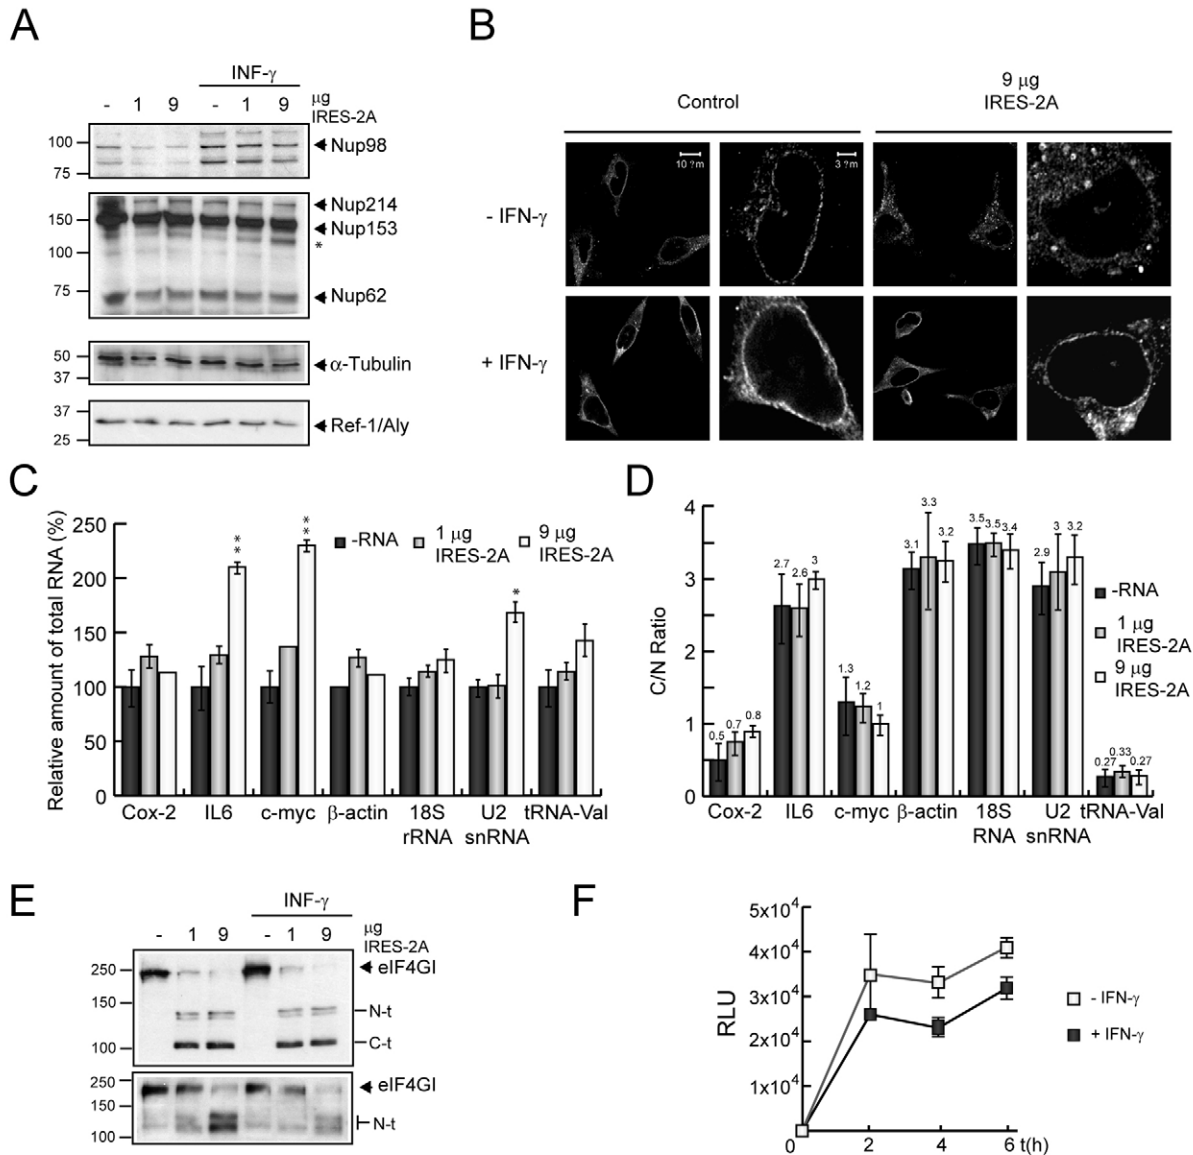 A
INF-γ
- 1 9 - 1 9 μg IRES-2A
100
75
Nup98
150
100
75
Nup214
Nup153
*
Nup62
50
37
α-Tubulin
37
25
Ref-1/Aly
B
Control
9 μg
IRES-2A
- IFN-γ
10 ?m
3 ?m
+ IFN-γ
C
Relative amount of total RNA (%)
250
200
150
100
50
0
**
**
*
-RNA
1 μg
IRES-2A
9 μg
IRES-2A
Cox-2 IL6 c-myc β-actin 18S rRNA U2 snRNA tRNA-Val
D
C/N Ratio
4
3
2
1
0
0.5 0.7 0.8
2.7 2.6 3
1.3 1.2 1
3.1 3.3 3.2
3.5 3.5 3.4
2.9 3 3.2
0.27 0.33 0.27
-RNA
1 μg
IRES-2A
9 μg
IRES-2A
Cox-2 IL6 c-myc β-actin 18S RNA U2 snRNA tRNA-Val
E
INF-γ
- 1 9 - 1 9 μg IRES-2A
250
150
100
eIF4GI
N-t
C-t
250
150
100
eIF4GI
N-t
F
RLU
5x10⁴
4x10⁴
3x10⁴
2x10⁴
1x10⁴
0 2 4 6 t(h)
- IFN-γ
+ IFN-γ